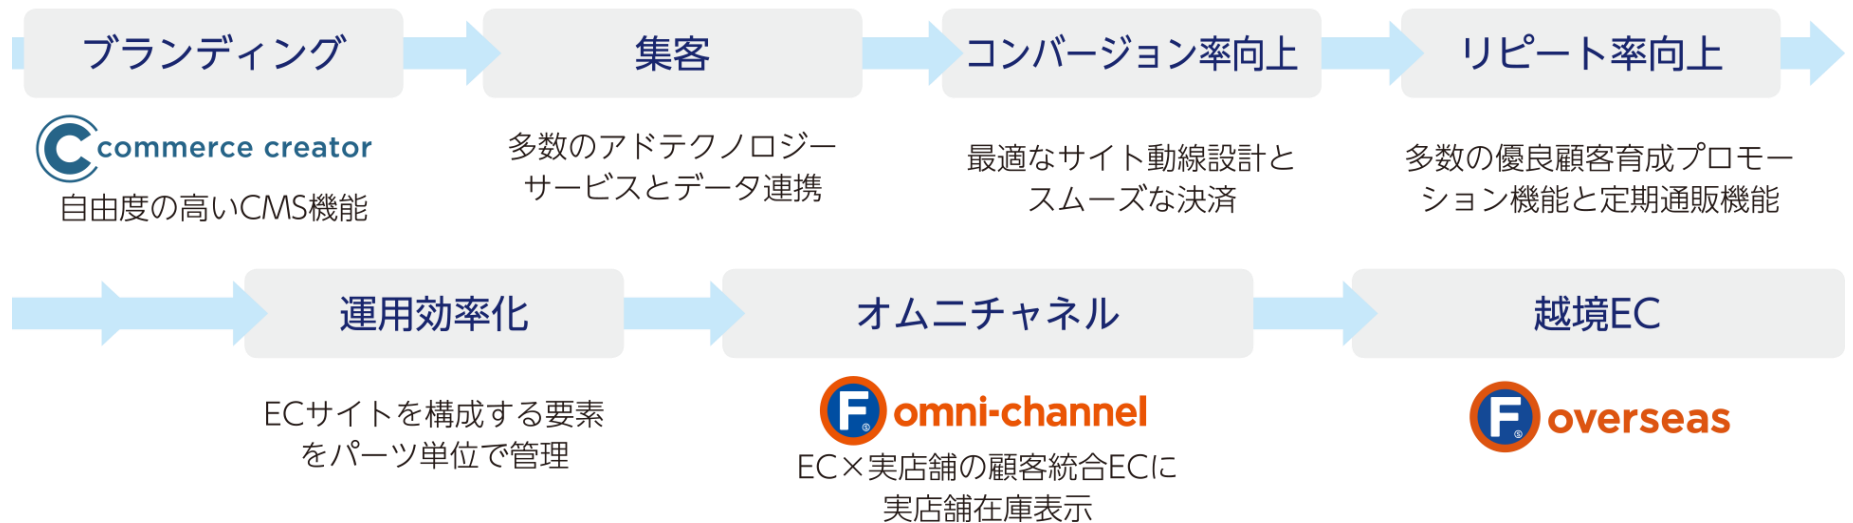 ブランディング
集客
コンバージョン率向上
リピート率向上
commerce creator
自由度の高いCMS機能
多数のアドテクノロジー
サービスとデータ連携
最適なサイト動線設計と
スムーズな決済
多数の優良顧客育成プロモー
ション機能と定期通販機能
運用効率化
オムニチャネル
越境EC
ECサイトを構成する要素
をパーツ単位で管理
F omni-channel
EC×実店舗の顧客統合ECに
実店舗在庫表示
F overseas